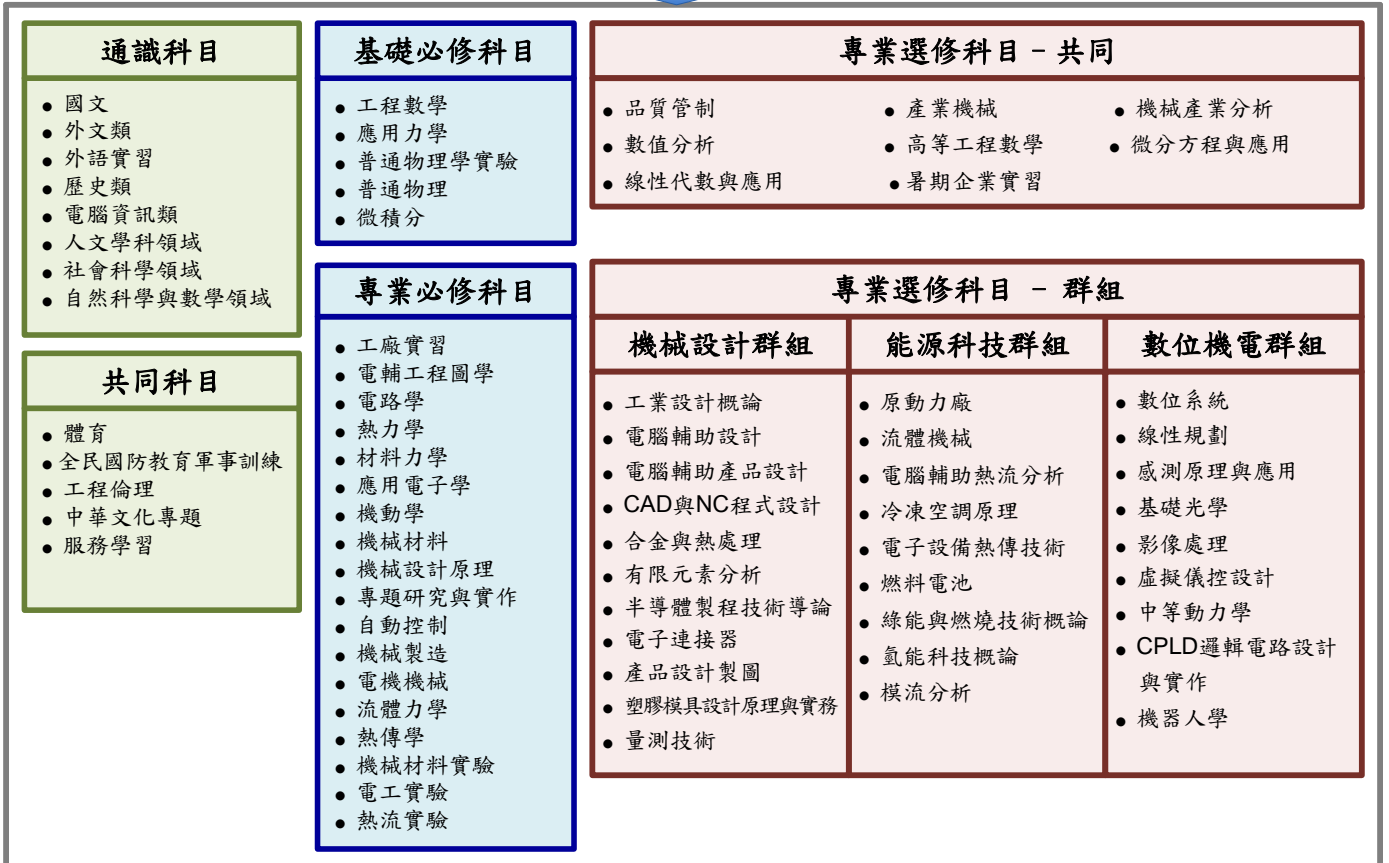 通識科目
● 國文
● 外文類
● 外語實習
● 歷史類
● 電腦資訊類
● 人文學科領域
● 社會科學領域
● 自然科學與數學領域
共同科目
● 體育
● 全民國防教育軍事訓練
● 工程倫理
● 中華文化專題
● 服務學習
基礎必修科目
● 工程數學
● 應用力學
● 普通物理學實驗
● 普通物理
● 微積分
專業必修科目
● 工廠實習
● 電輔工程圖學
● 電路學
● 熱力學
● 材料力學
● 應用電子學
● 機動學
● 機械材料
● 機械設計原理
● 專題研究與實作
● 自動控制
● 機械製造
● 電機機械
● 流體力學
● 熱傳學
● 機械材料實驗
● 電工實驗
● 熱流實驗
專業選修科目－共同
● 品質管制 ● 產業機械 ● 機械產業分析
● 數值分析 ● 高等工程數學 ● 微分方程與應用
● 線性代數與應用 ● 暑期企業實習
專業選修科目 － 群組
機械設計群組
● 工業設計概論
● 電腦輔助設計
● 電腦輔助產品設計
● CAD與NC程式設計
● 合金與熱處理
● 有限元素分析
● 半導體製程技術導論
● 電子連接器
● 產品設計製圖
● 塑膠模具設計原理與實務
● 量測技術
能源科技群組
● 原動力廠
● 流體機械
● 電腦輔助熱流分析
● 冷凍空調原理
● 電子設備熱傳技術
● 燃料電池
● 綠能與燃燒技術概論
● 氫能科技概論
● 模流分析
數位機電群組
● 數位系統
● 線性規劃
● 感測原理與應用
● 基礎光學
● 影像處理
● 虛擬儀控設計
● 中等動力學
● CPLD邏輯電路設計
與實作
● 機器人學